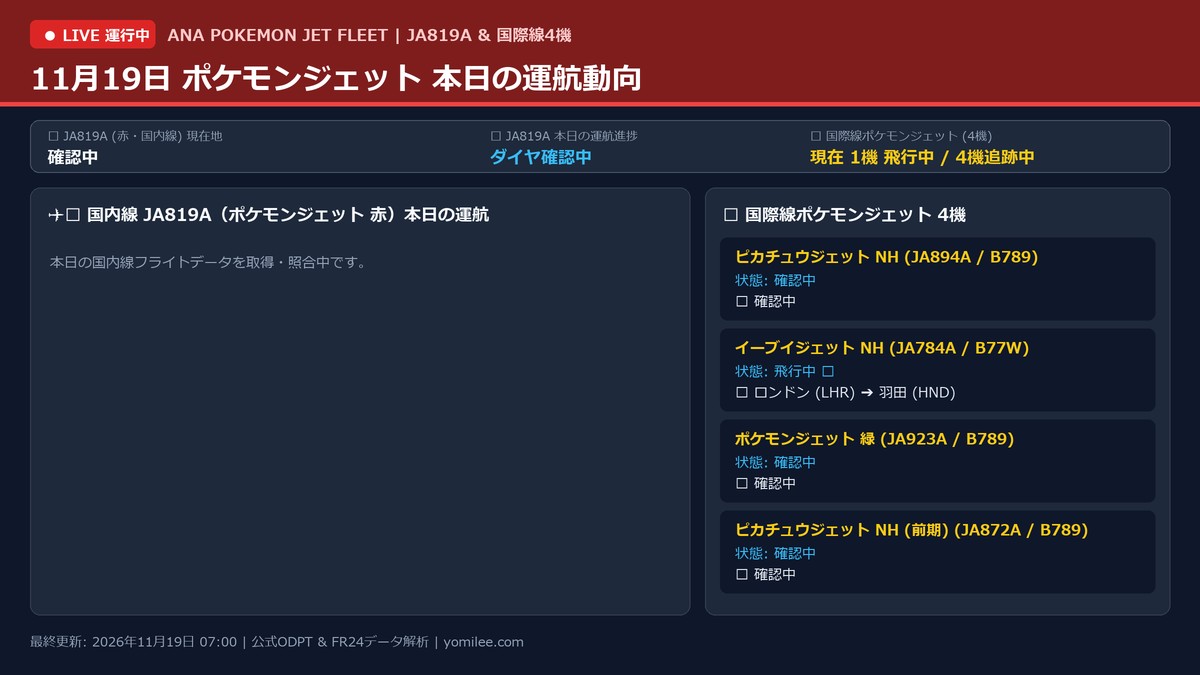 ● LIVE 運行中 ANA POKEMON JET FLEET | JA819A & 国際線4機
11月19日 ポケモンジェット 本日の運航動向
□ JA819A (赤・国内線) 現在地
確認中
□ JA819A 本日の運航進捗
ダイヤ確認中
□ 国際線ポケモンジェット (4機)
現在 1機 飛行中 / 4機追跡中
✈□ 国内線 JA819A（ポケモンジェット 赤）本日の運航
本日の国内線フライトデータを取得・照合中です。
□ 国際線ポケモンジェット 4機
ピカチュウジェット NH (JA894A / B789)
状態: 確認中
□ 確認中
イーブイジェット NH (JA784A / B77W)
状態: 飛行中 □
□ ロンドン (LHR) ➔ 羽田 (HND)
ポケモンジェット 緑 (JA923A / B789)
状態: 確認中
□ 確認中
ピカチュウジェット NH (前期) (JA872A / B789)
状態: 確認中
□ 確認中
最終更新: 2026年11月19日 07:00 | 公式ODPT & FR24データ解析 | yomilee.com